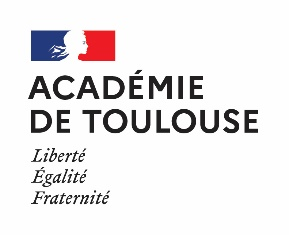 ACADÉMIE
DE TOULOUSE
Liberté
Égalité
Fraternité